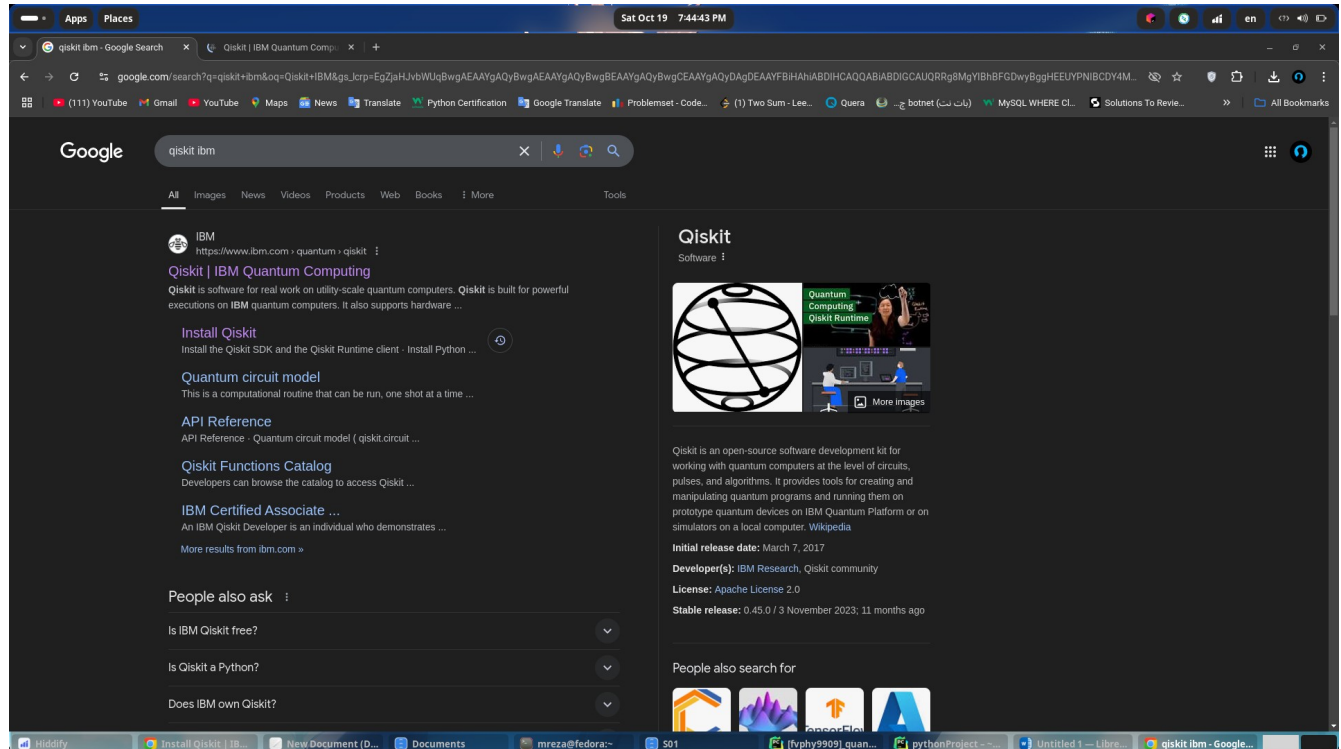 Apps Places Sat Oct 19 7:44:43 PM en
qiskit ibm - Google Search Qiskit | IBM Quantum Compu
(111) YouTube Gmail YouTube Maps News Translate Python Certification Google Translate Problemset - Code... (1) Two Sum - Lee... Quera ...ج botnet (بات نت) MySQL WHERE Cl... Solutions To Revie... » All Bookmarks
Google qiskit ibm
All Images News Videos Products Web Books More Tools
IBM
https://www.ibm.com › quantum › qiskit
Qiskit | IBM Quantum Computing
Qiskit is software for real work on utility-scale quantum computers. Qiskit is built for powerful
executions on IBM quantum computers. It also supports hardware ...
Install Qiskit
Install the Qiskit SDK and the Qiskit Runtime client · Install Python ...
Quantum circuit model
This is a computational routine that can be run, one shot at a time ...
API Reference
API Reference · Quantum circuit model ( qiskit.circuit ...
Qiskit Functions Catalog
Developers can browse the catalog to access Qiskit ...
IBM Certified Associate ...
An IBM Qiskit Developer is an individual who demonstrates ...
More results from ibm.com »
People also ask
Is IBM Qiskit free?
Is Qiskit a Python?
Does IBM own Qiskit?
Qiskit
Software
Quantum
Computing
Qiskit Runtime
More images
Qiskit is an open-source software development kit for
working with quantum computers at the level of circuits,
pulses, and algorithms. It provides tools for creating and
manipulating quantum programs and running them on
prototype quantum devices on IBM Quantum Platform or on
simulators on a local computer. Wikipedia
Initial release date: March 7, 2017
Developer(s): IBM Research, Qiskit community
License: Apache License 2.0
Stable release: 0.45.0 / 3 November 2023; 11 months ago
People also search for
TensorFlow
Hiddify Install Qiskit | IB... New Document (D... Documents mreza@fedora:~ S01 [fvphy9909] quan... pythonProject – ~... Untitled 1 — Libre... qiskit ibm - Google...